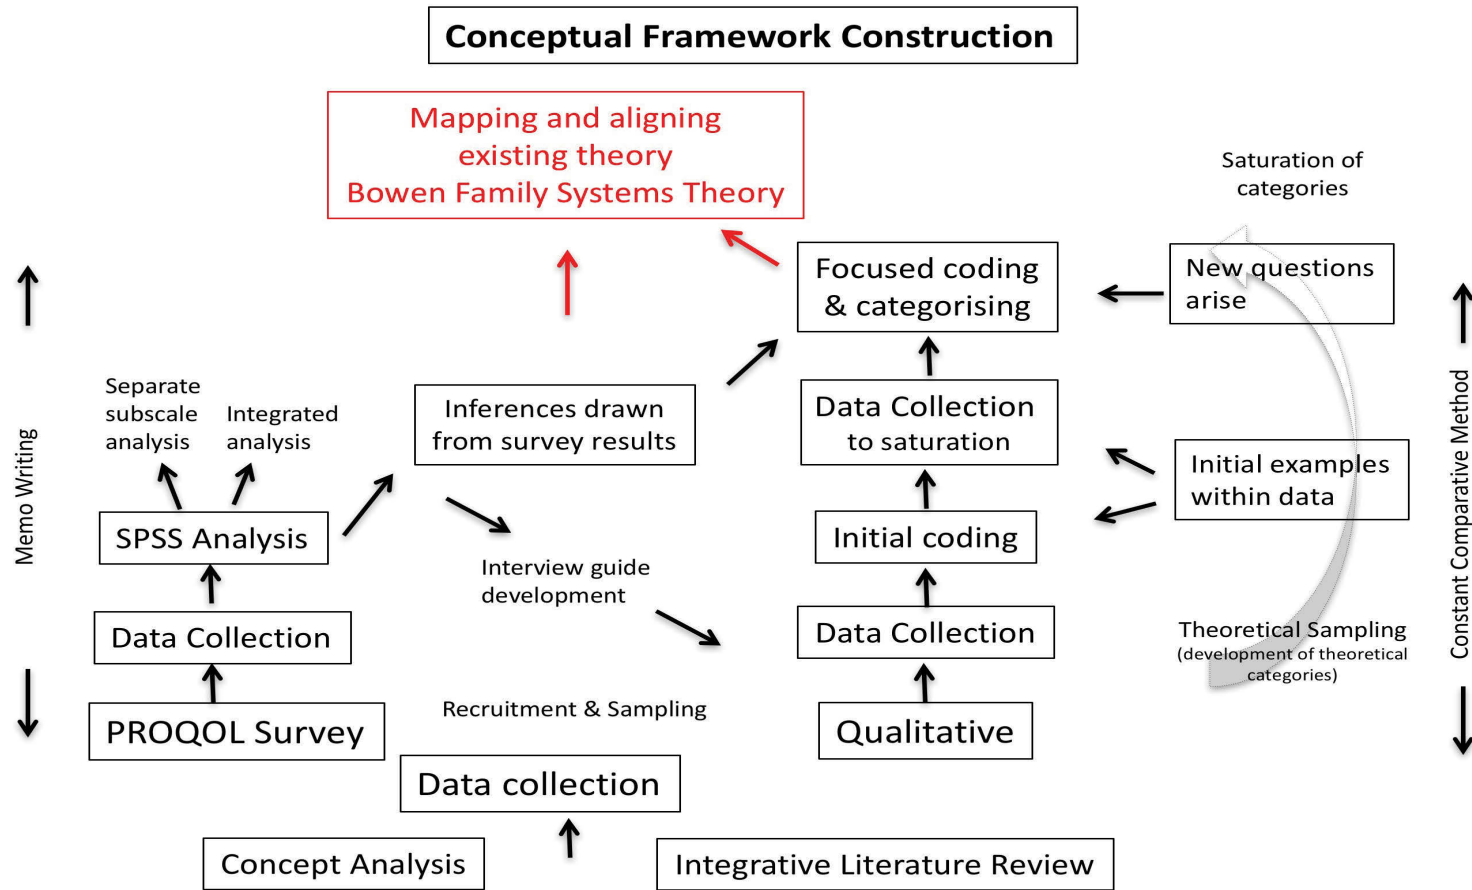 Conceptual Framework Construction
Mapping and aligning
existing theory
Bowen Family Systems Theory
Saturation of
categories
Focused coding
& categorising
New questions
arise
Separate
subscale
analysis
Integrated
analysis
Inferences drawn
from survey results
Data Collection
to saturation
Initial examples
within data
Memo Writing
Constant Comparative Method
SPSS Analysis
Initial coding
Interview guide
development
Data Collection
Data Collection
Theoretical Sampling
(development of theoretical
categories)
PROQOL Survey
Recruitment & Sampling
Qualitative
Data collection
Concept Analysis
Integrative Literature Review